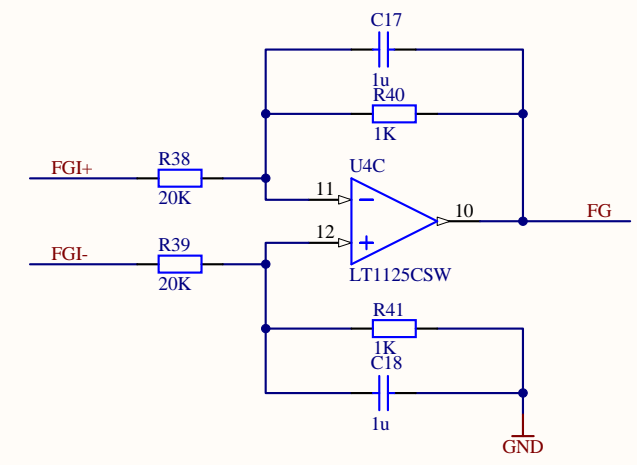 C17
1u
R40
1K
FGI+
R38
20K
U4C
11
10
FG
12
FGI-
R39
20K
LT1125CSW
R41
1K
C18
1u
GND